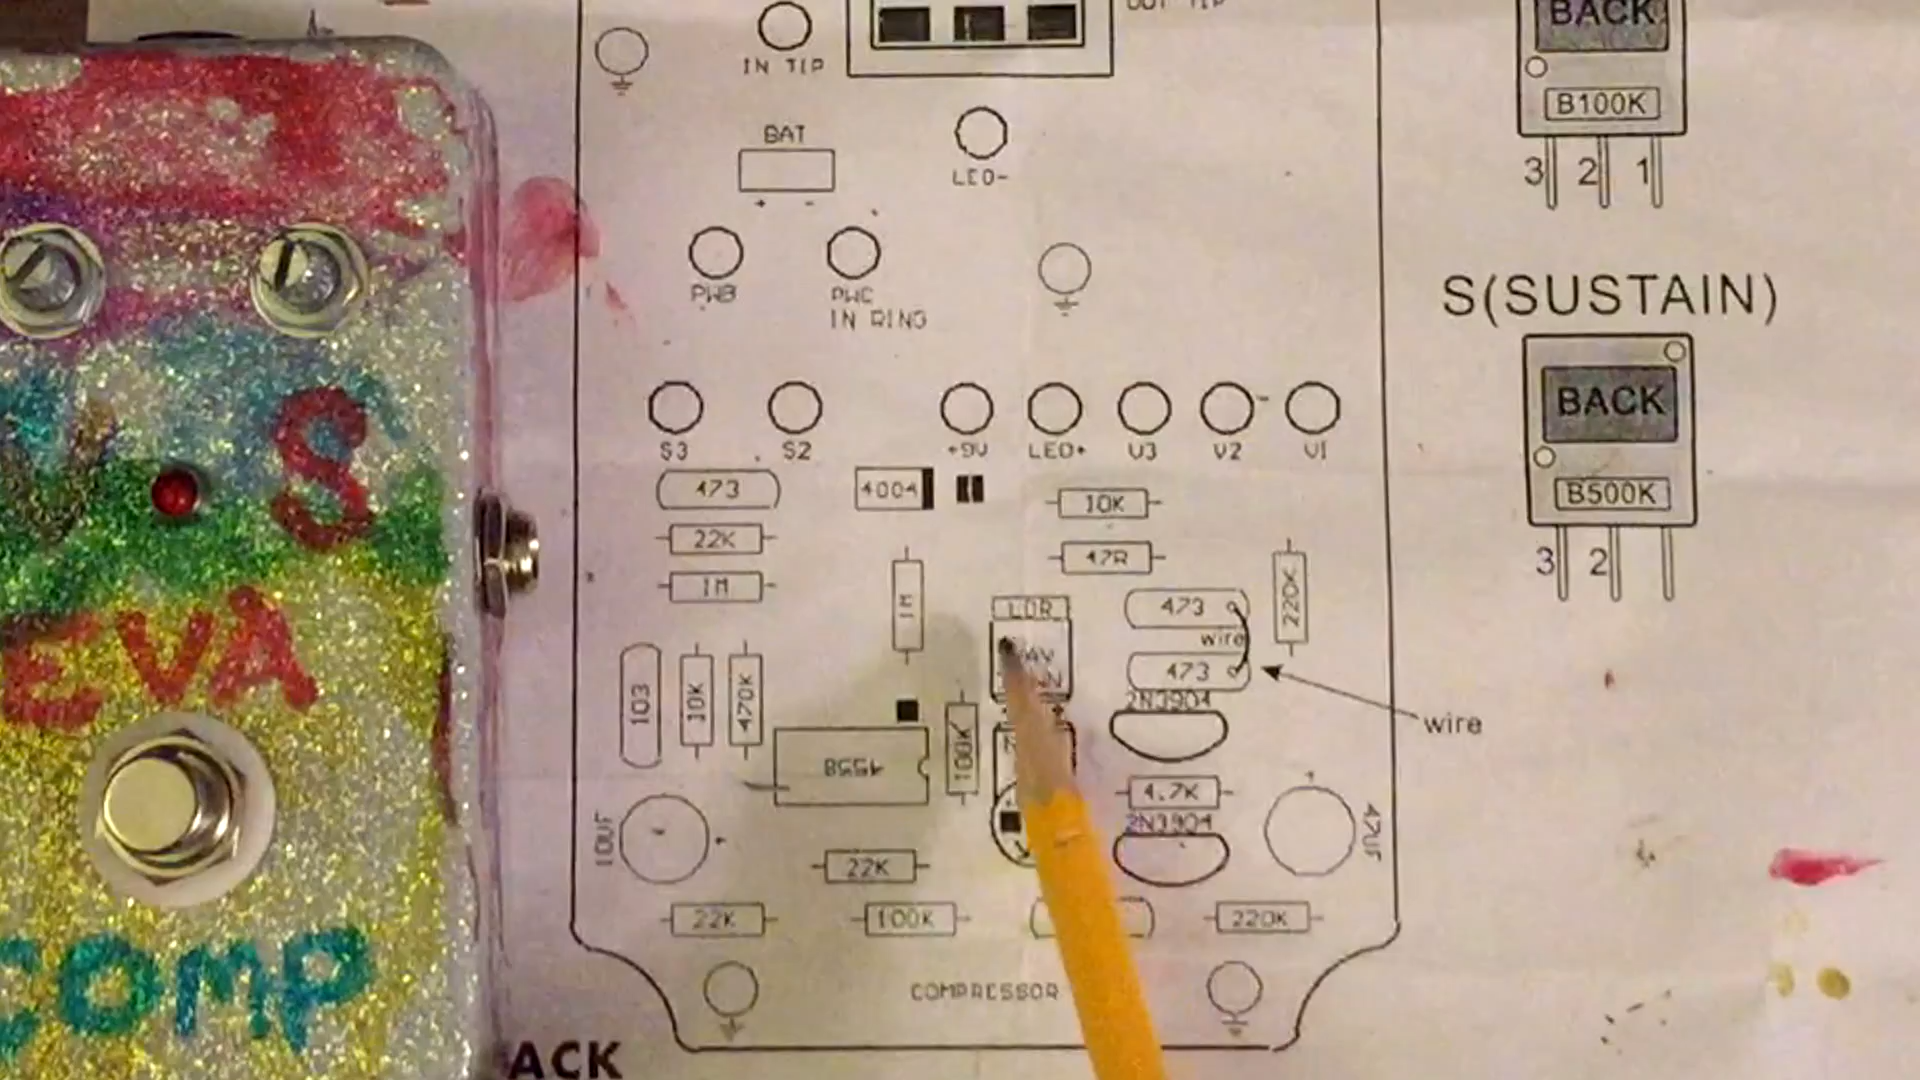 BACK
IN TIP
B100K
BAT
LED-
3 2 1
+ -
S(SUSTAIN)
PWB
PWC
IN RING
BACK
S3
S2
+9V
LED+
V3
V2
V1
V S
473
4004
10K
B500K
22K
47R
3 2
1M
1M
220K
LDR
473
wire
EVA
473
103
10K
470K
2N3904
wire
100K
4558
4.7K
10UF
+
2N3904
47UF
22K
22K
100K
220K
COMP
COMPRESSOR
ACK